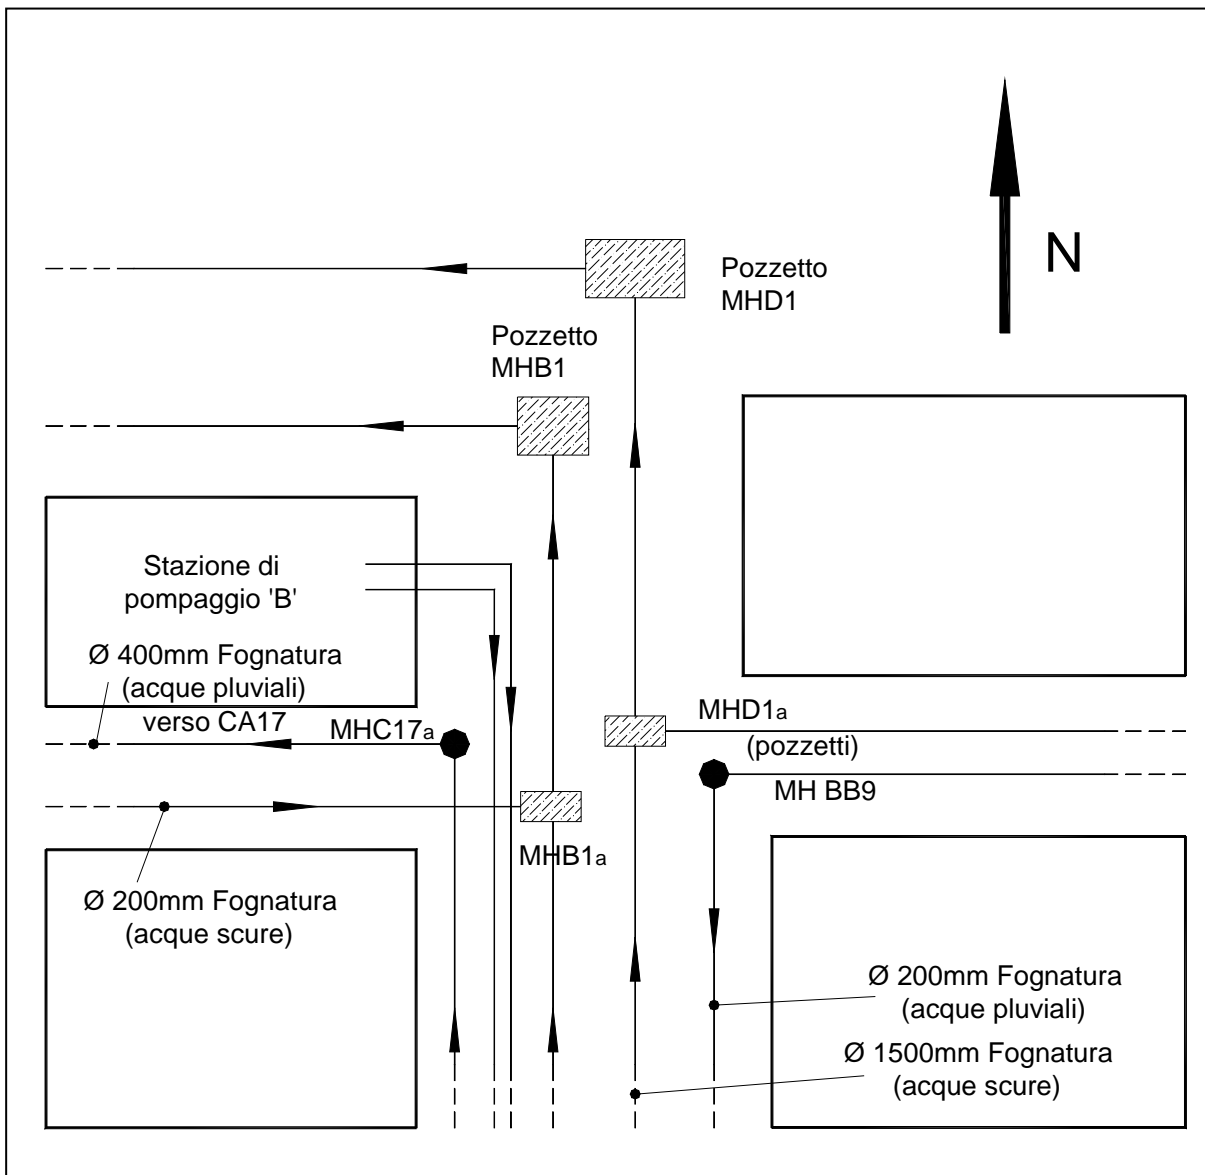 N
Pozzetto
MHD1
Pozzetto
MHB1
Stazione di
pompaggio 'B'
Ø 400mm Fognatura
(acque pluviali)
verso CA17
MHC17a
MHD1a
(pozzetti)
MH BB9
MHB1a
Ø 200mm Fognatura
(acque scure)
Ø 200mm Fognatura
(acque pluviali)
Ø 1500mm Fognatura
(acque scure)